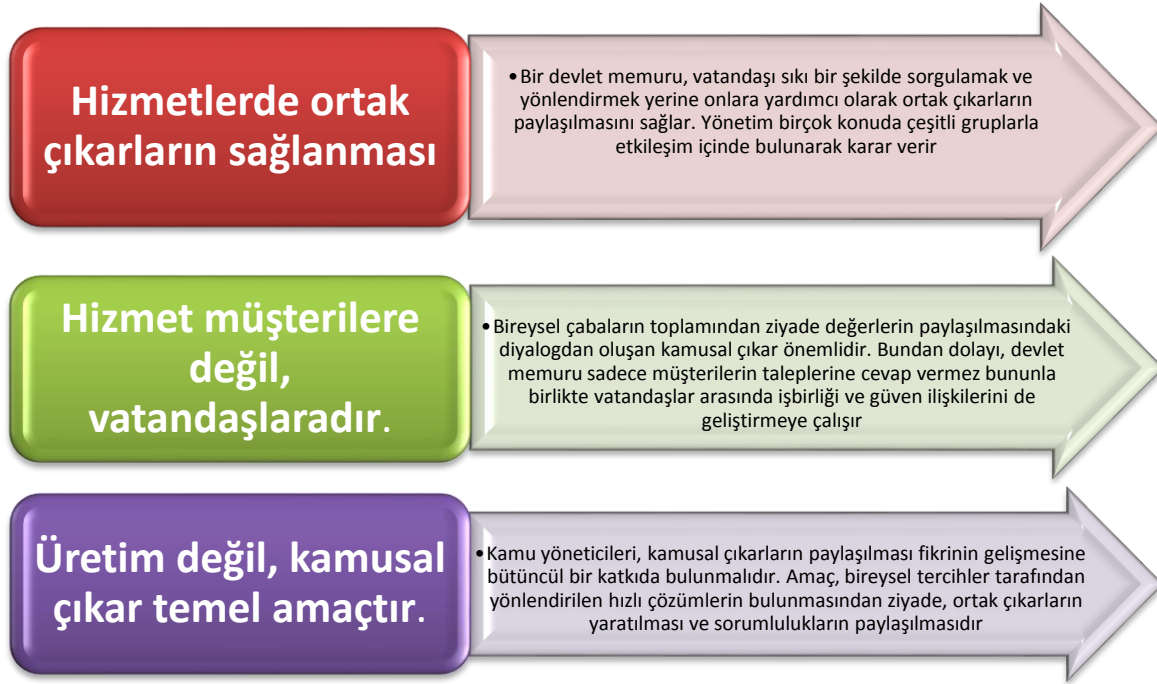 Hizmetlerde ortak
çıkarların sağlanması
•Bir devlet memuru, vatandaşı sıkı bir şekilde sorgulamak ve
yönlendirmek yerine onlara yardımcı olarak ortak çıkarların
paylaşılmasını sağlar. Yönetim birçok konuda çeşitli gruplarla
etkileşim içinde bulunarak karar verir
Hizmet müşterilere
değil,
vatandaşlaradır.
•Bireysel çabaların toplamından ziyade değerlerin paylaşılmasındaki
diyalogdan oluşan kamusal çıkar önemlidir. Bundan dolayı, devlet
memuru sadece müşterilerin taleplerine cevap vermez bununla
birlikte vatandaşlar arasında işbirliği ve güven ilişkilerini de
geliştirmeye çalışır
Üretim değil, kamusal
çıkar temel amaçtır.
•Kamu yöneticileri, kamusal çıkarların paylaşılması fikrinin gelişmesine
bütüncül bir katkıda bulunmalıdır. Amaç, bireysel tercihler tarafından
yönlendirilen hızlı çözümlerin bulunmasından ziyade, ortak çıkarların
yaratılması ve sorumlulukların paylaşılmasıdır